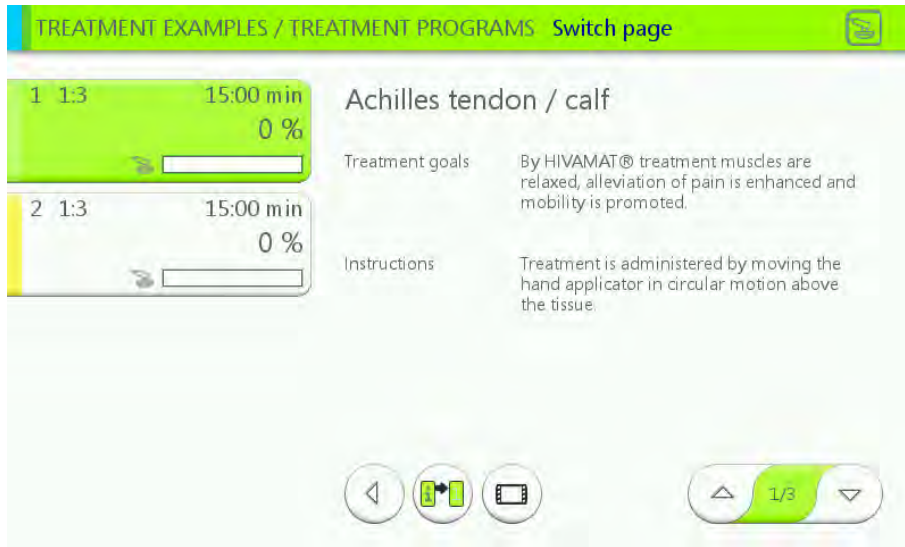 TREATMENT EXAMPLES / TREATMENT PROGRAMS Switch page
1 1:3 15:00 min
0 %
2 1:3 15:00 min
0 %
Achilles tendon / calf
Treatment goals By HIVAMAT® treatment muscles are
relaxed, alleviation of pain is enhanced and
mobility is promoted.
Instructions Treatment is administered by moving the
hand applicator in circular motion above
the tissue
i
1/3